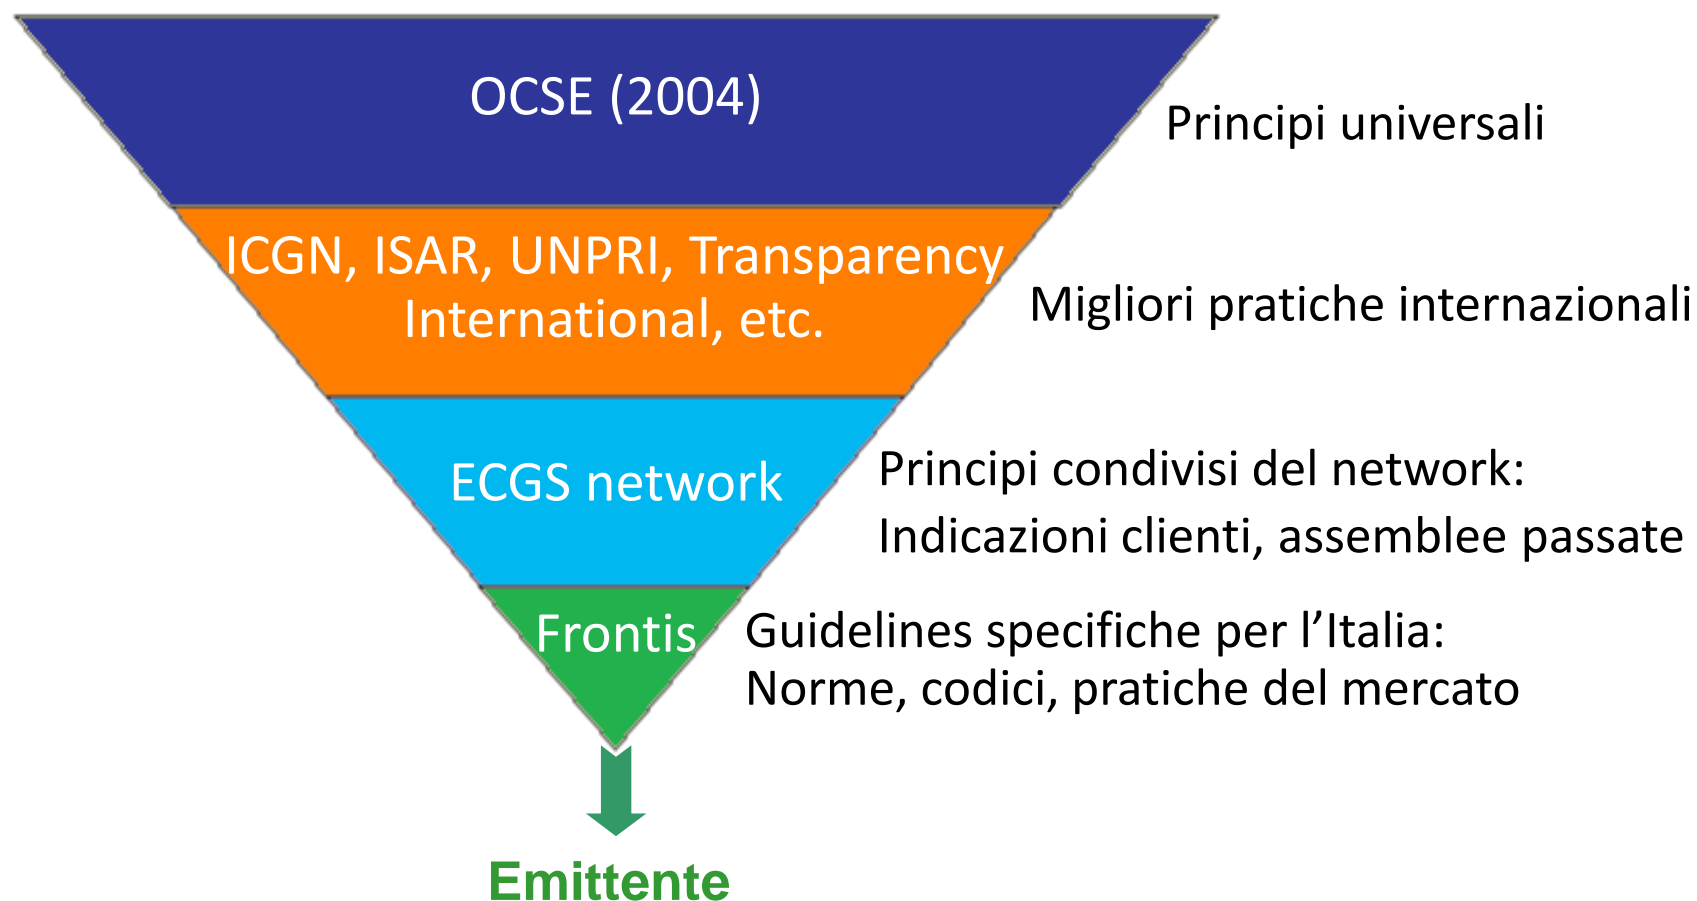 OCSE (2004)
Principi universali
ICGN, ISAR, UNPRI, Transparency
International, etc.
Migliori pratiche internazionali
ECGS network
Principi condivisi del network:
Indicazioni clienti, assemblee passate
Frontis
Guidelines specifiche per l’Italia:
Norme, codici, pratiche del mercato
Emittente